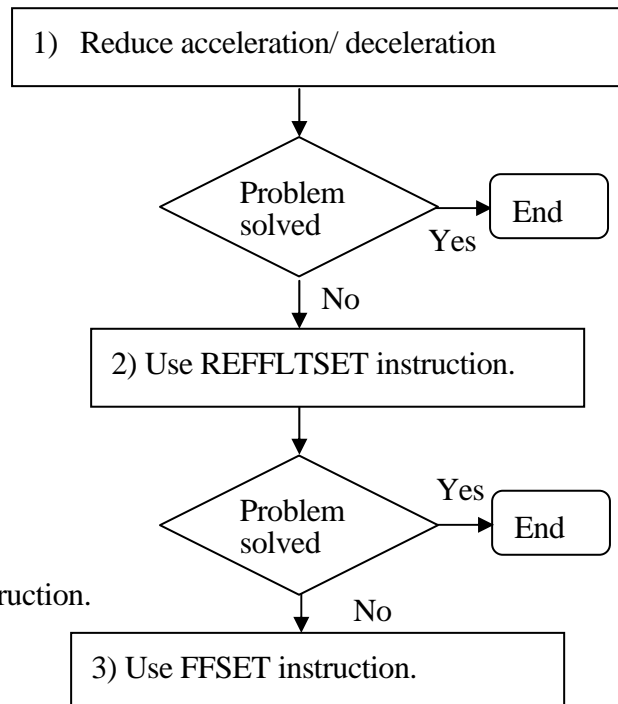 1) Reduce acceleration/ deceleration
Problem
solved
End
Yes
No
2) Use REFFLTSET instruction.
Problem
solved
Yes
End
ruction.
No
3) Use FFSET instruction.